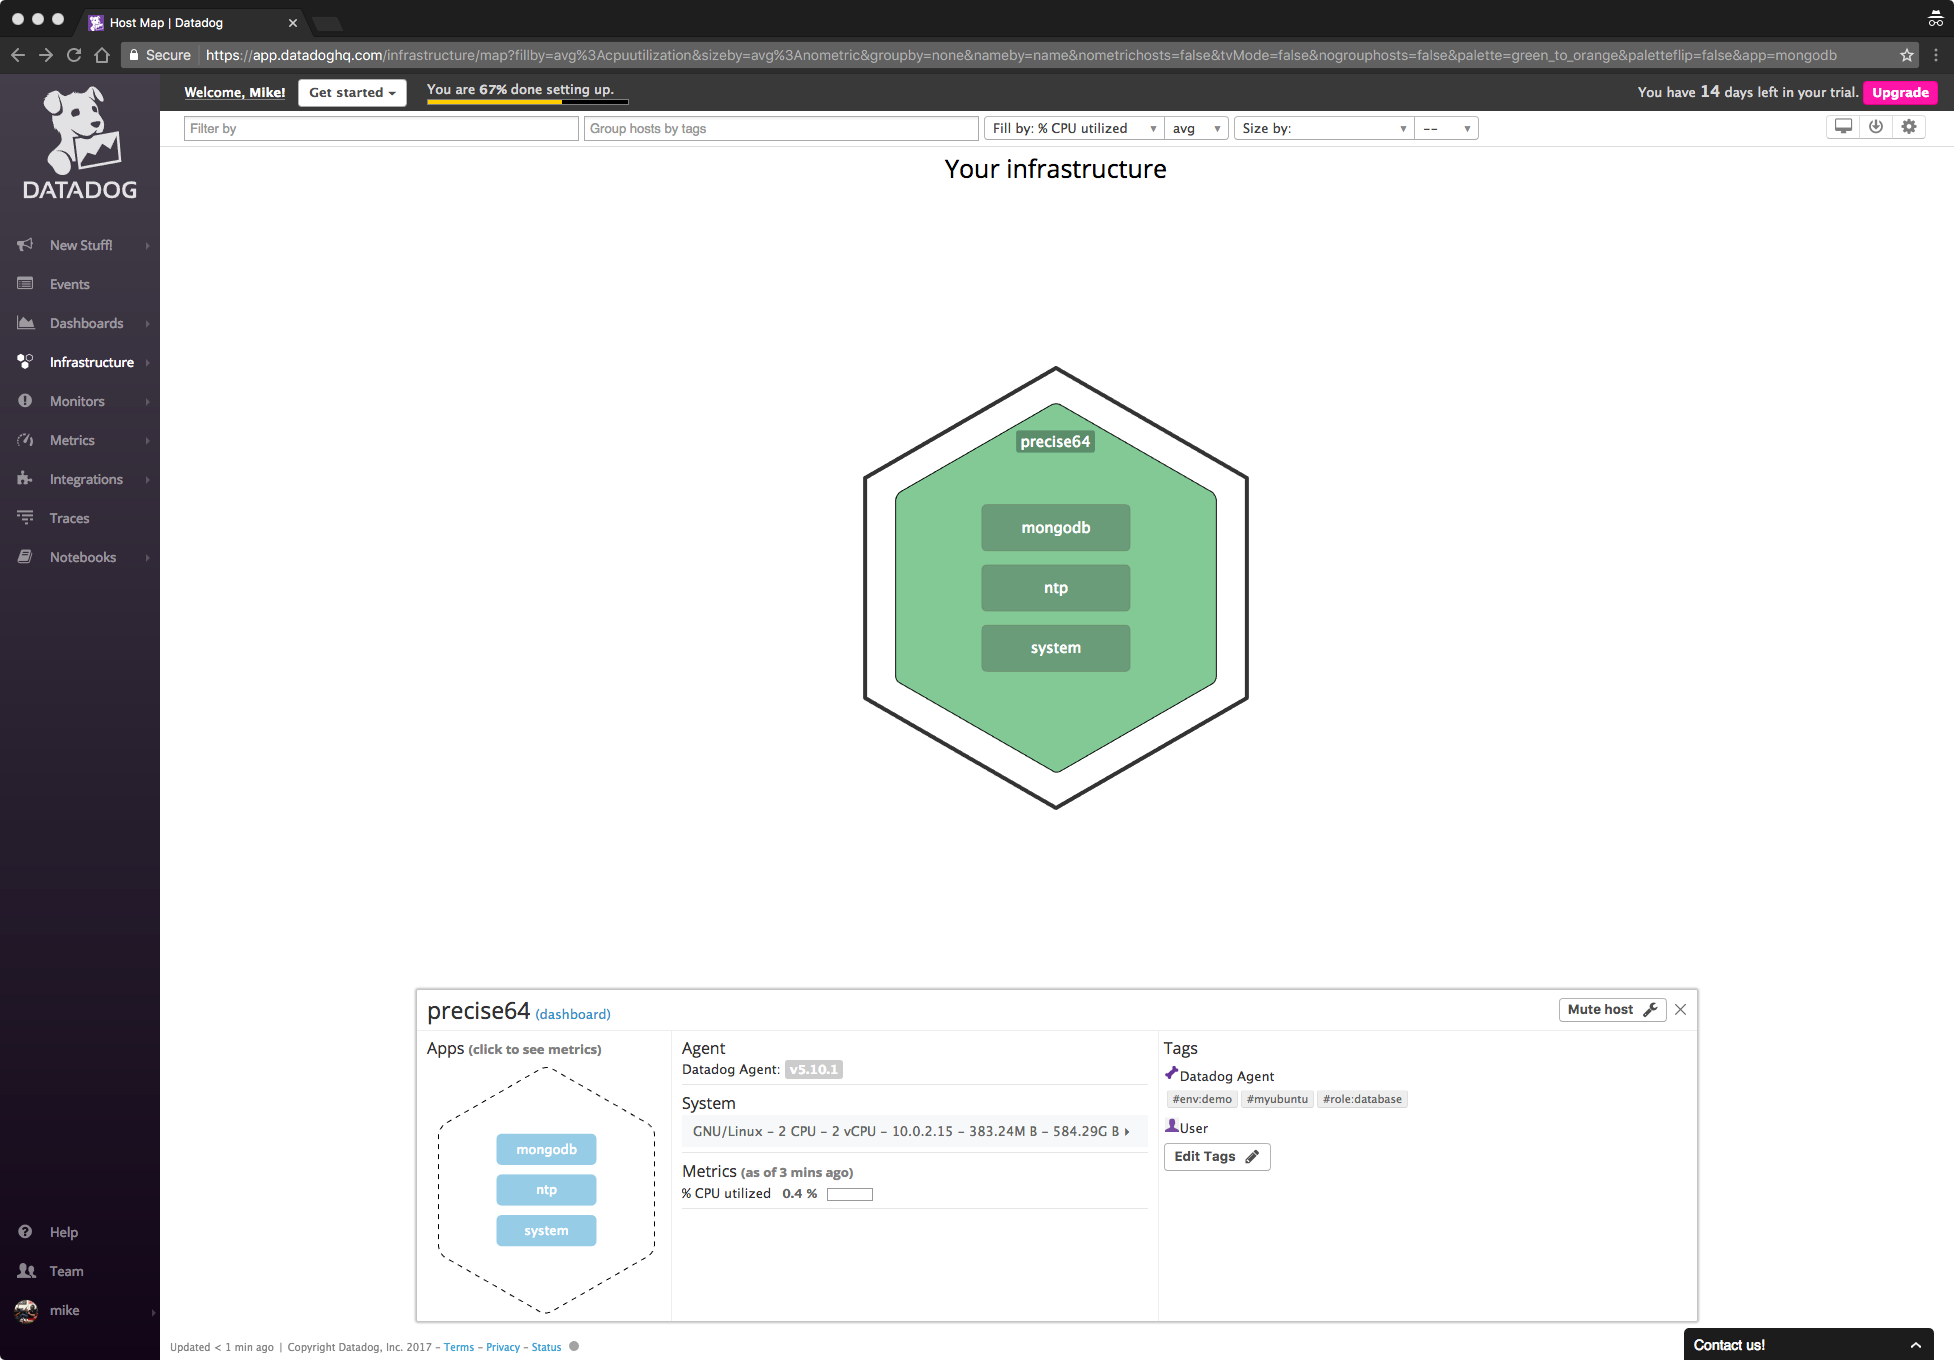 Host Map | Datadog
Secure https://app.datadoghq.com/infrastructure/map?fillby=avg%3Acpuutilization&sizeby=avg%3Anometric&groupby=none&nameby=name&nometrichosts=false&tvMode=false&nogrouphosts=false&palette=green_to_orange&paletteflip=false&app=mongodb
Welcome, Mike! Get started You are 67% done setting up. You have 14 days left in your trial. Upgrade
Filter by Group hosts by tags Fill by: % CPU utilized avg Size by: --
DATADOG
New Stuff!
Events
Dashboards
Infrastructure
Monitors
Metrics
Integrations
Traces
Notebooks
Help
Team
mike
Your infrastructure
precise64
mongodb
ntp
system
precise64 (dashboard) Mute host
Apps (click to see metrics)
mongodb
ntp
system
Agent
Datadog Agent: v5.10.1
System
GNU/Linux – 2 CPU – 2 vCPU – 10.0.2.15 – 383.24M B – 584.29G B
Metrics (as of 3 mins ago)
% CPU utilized 0.4 %
Tags
Datadog Agent
#env:demo #myubuntu #role:database
User
Edit Tags
Updated < 1 min ago | Copyright Datadog, Inc. 2017 – Terms – Privacy – Status
Contact us!